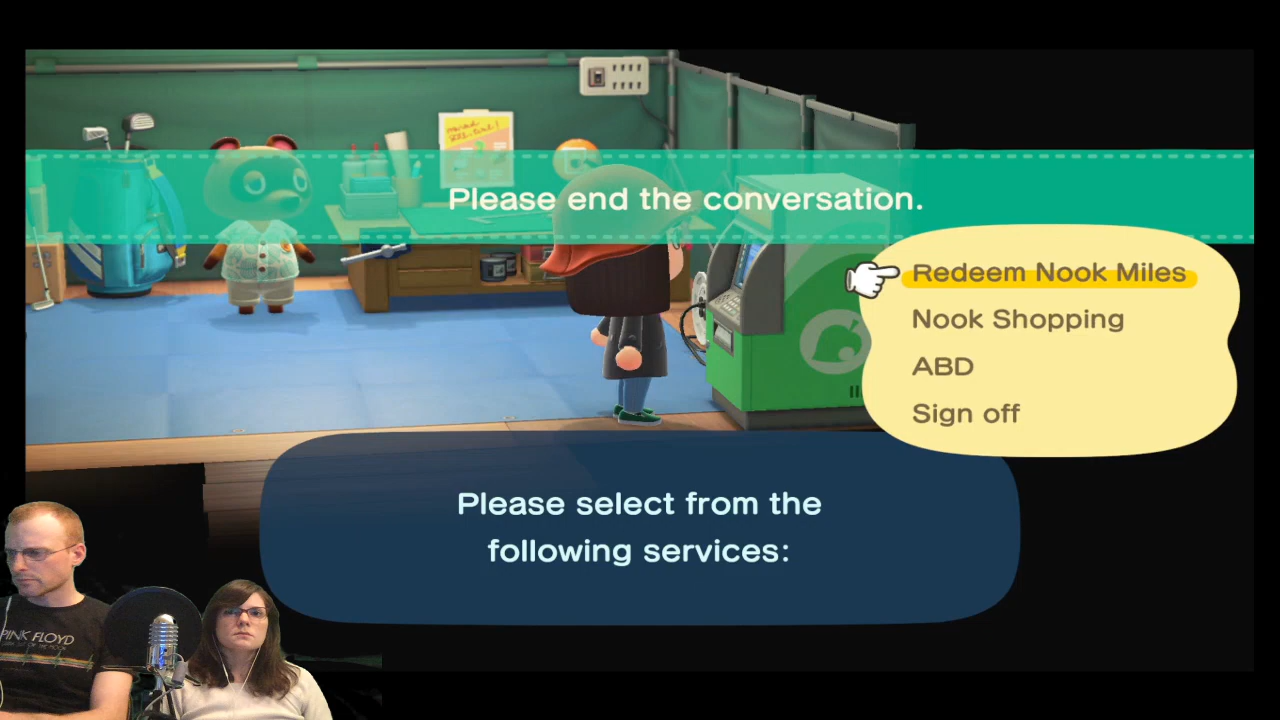 Please end the conversation.
Redeem Nook Miles
Nook Shopping
ABD
Sign off
Please select from the
following services:
PINK FLOYD